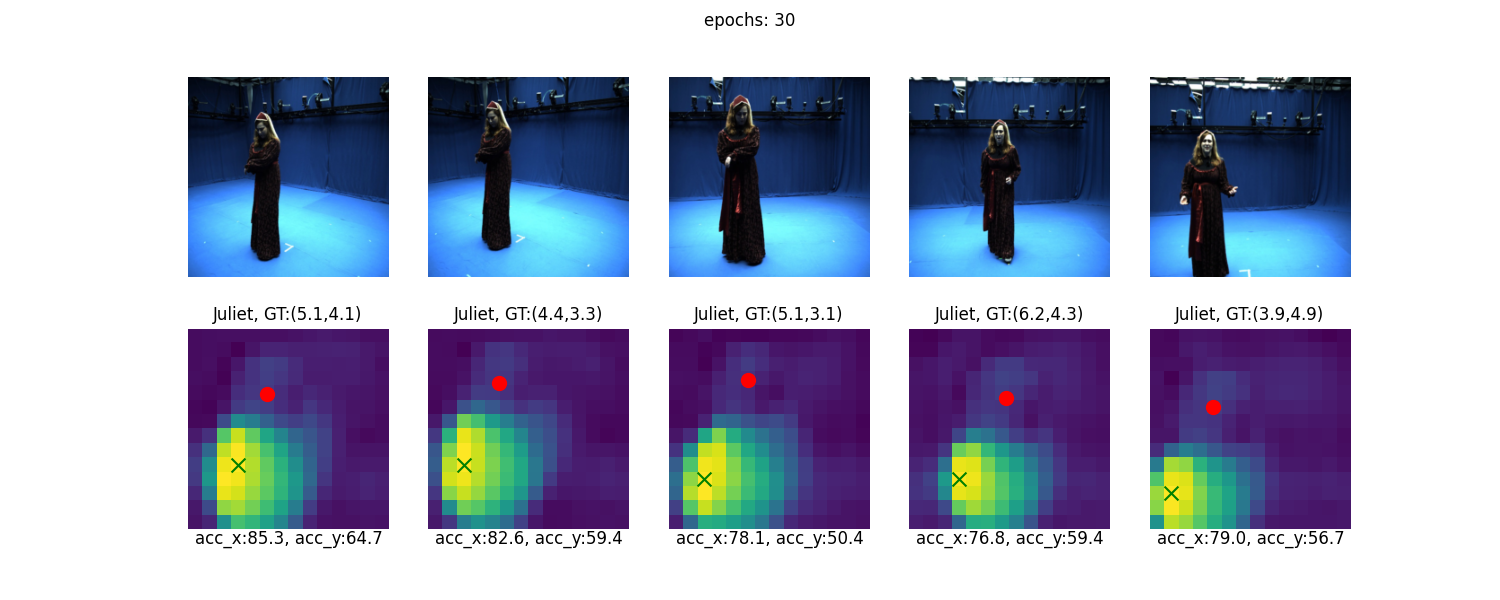 epochs: 30
Juliet, GT:(5.1,4.1)
Juliet, GT:(4.4,3.3)
Juliet, GT:(5.1,3.1)
Juliet, GT:(6.2,4.3)
Juliet, GT:(3.9,4.9)
acc_x:85.3, acc_y:64.7
acc_x:82.6, acc_y:59.4
acc_x:78.1, acc_y:50.4
acc_x:76.8, acc_y:59.4
acc_x:79.0, acc_y:56.7